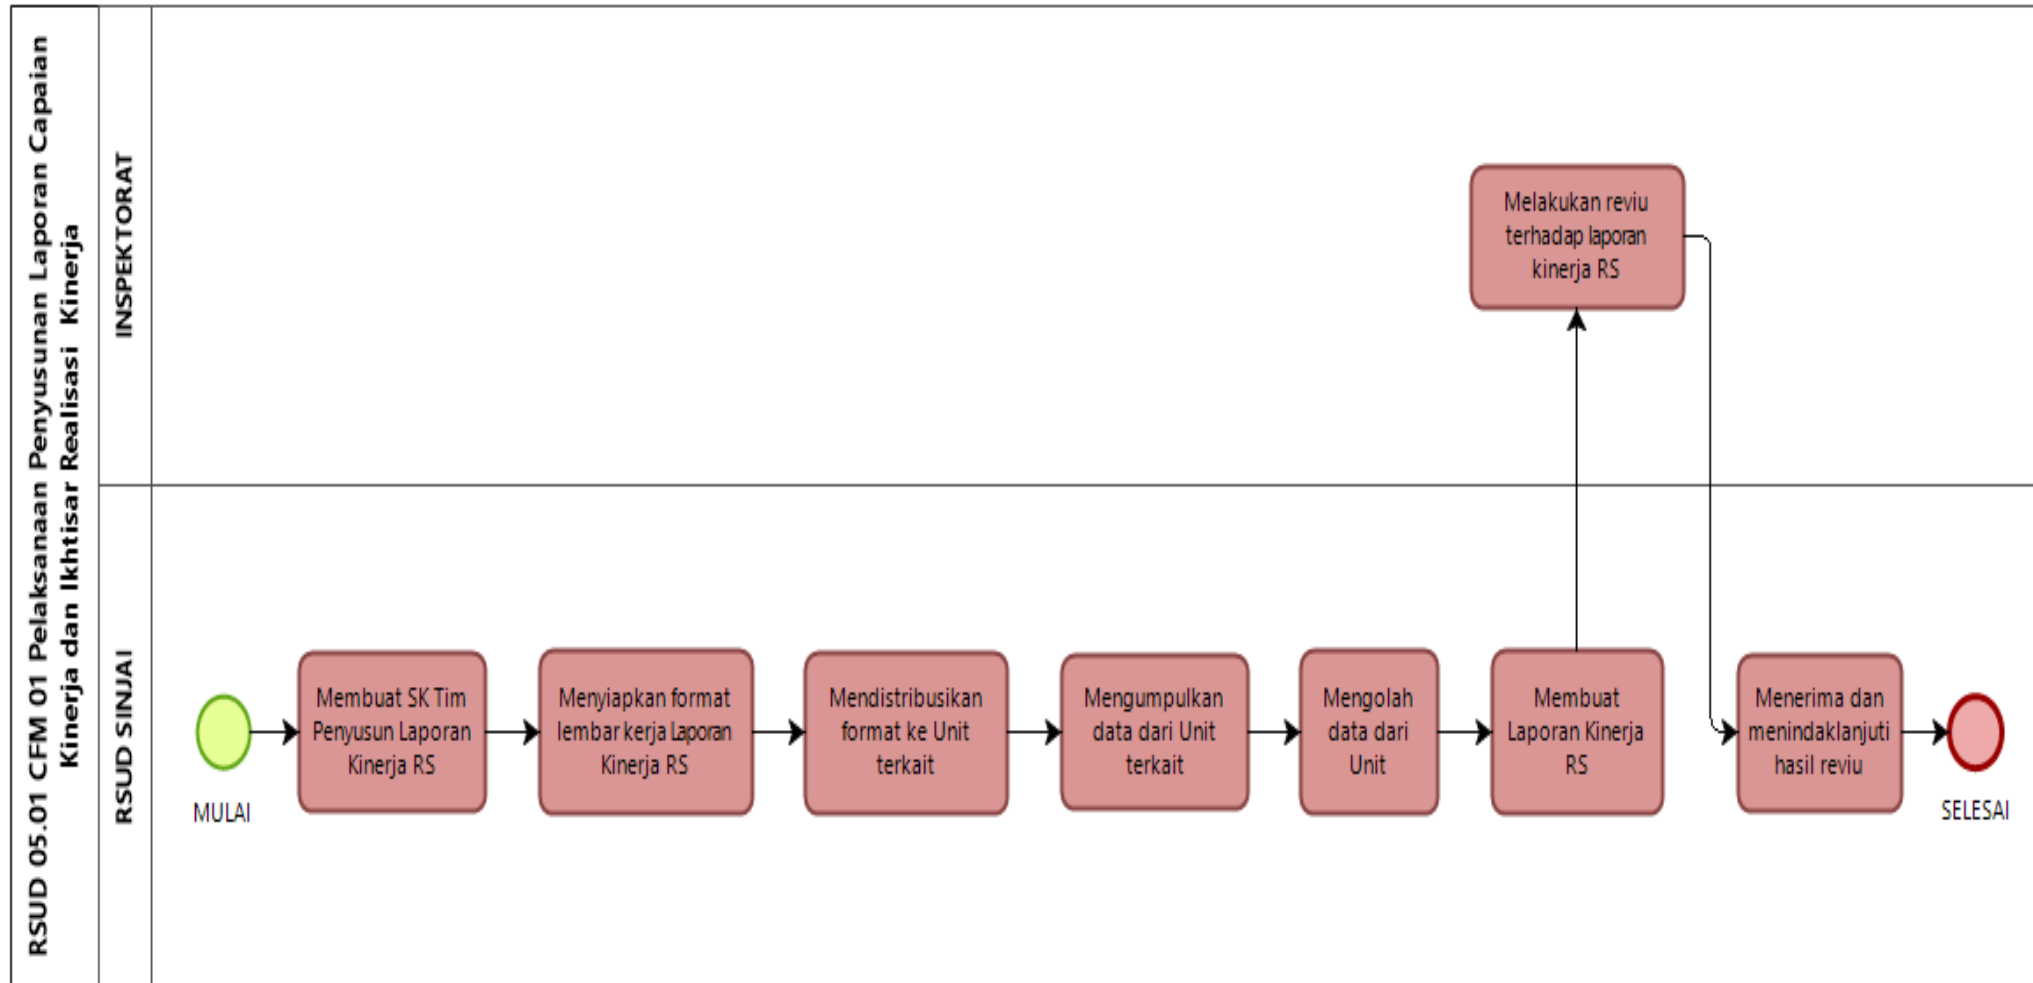 RSUD 05.01 CFM 01 Pelaksanaan Penyusunan Laporan Capaian
Kinerja dan Ikhtisar Realisasi Kinerja
INSPEKTORAT
Melakukan reviu
terhadap laporan
kinerja RS
RSUD SINJAI
MULAI
Membuat SK Tim
Penyusun Laporan
Kinerja RS
Menyiapkan format
lembar kerja Laporan
Kinerja RS
Mendistribusikan
format ke Unit
terkait
Mengumpulkan
data dari Unit
terkait
Mengolah
data dari
Unit
Membuat
Laporan Kinerja
RS
Menerima dan
menindaklanjuti
hasil reviu
SELESAI